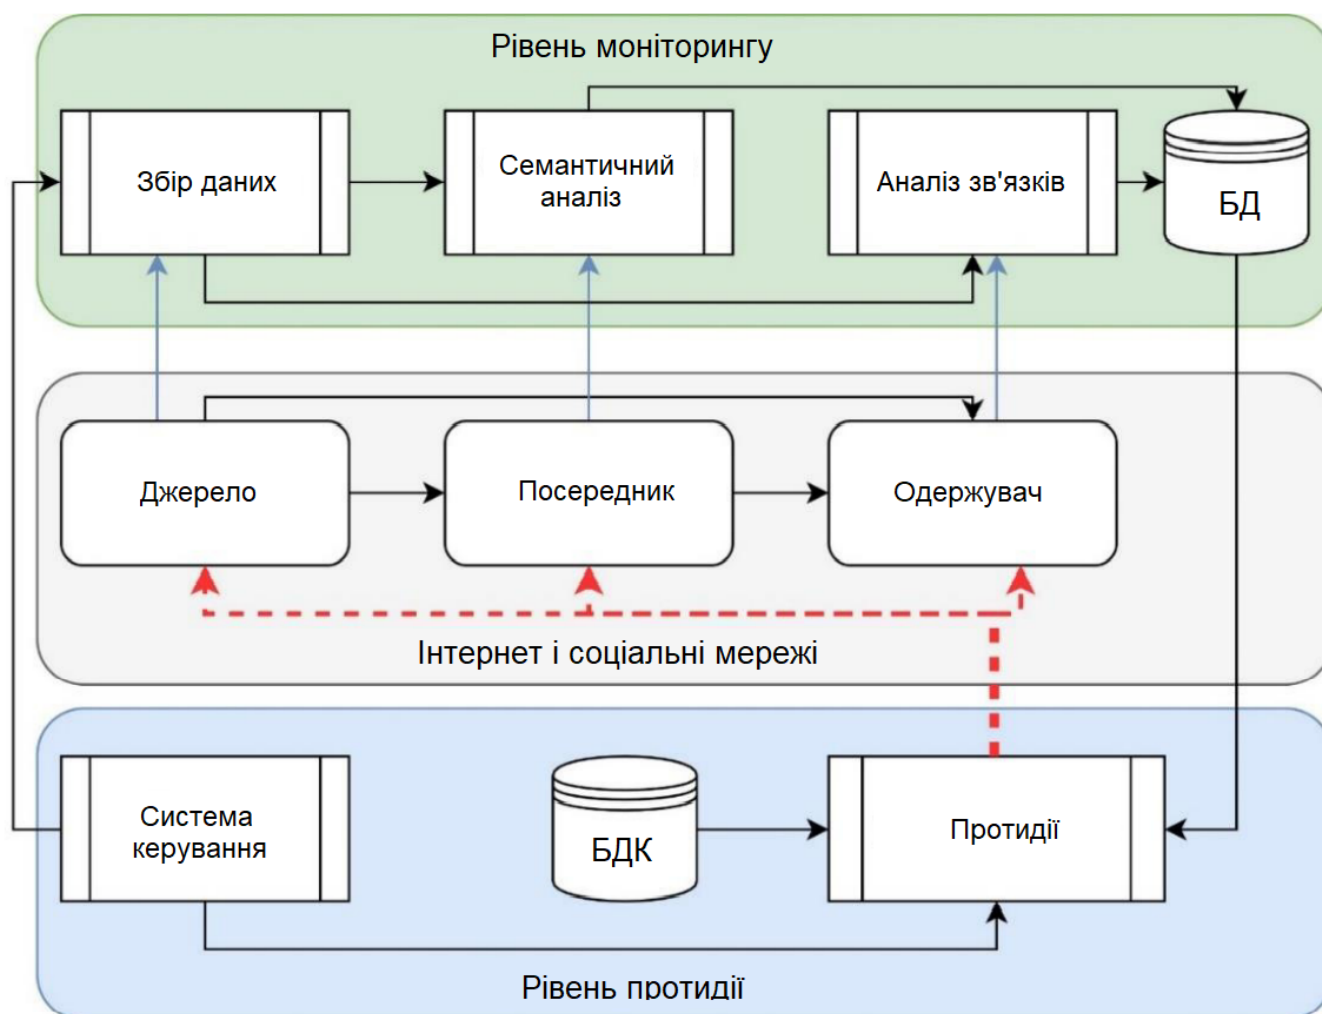 Рівень моніторингу
Збір даних
Семантичний
аналіз
Аналіз зв'язків
БД
Джерело
Посередник
Одержувач
Інтернет і соціальні мережі
Система
керування
БДК
Протидії
Рівень протидії